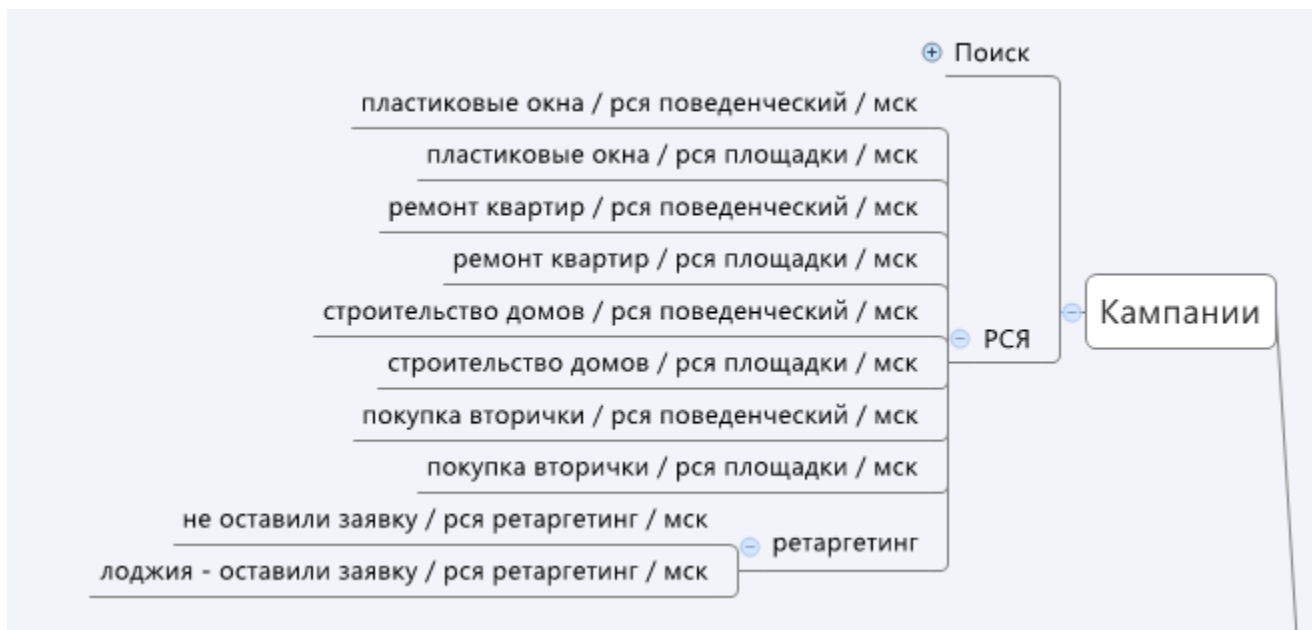 Поиск
пластиковые окна / рся поведенческий / мск
пластиковые окна / рся площадки / мск
ремонт квартир / рся поведенческий / мск
ремонт квартир / рся площадки / мск
строительство домов / рся поведенческий / мск
Кампании
РСЯ
строительство домов / рся площадки / мск
покупка вторички / рся поведенческий / мск
покупка вторички / рся площадки / мск
не оставили заявку / рся ретаргетинг / мск
ретаргетинг
лоджия - оставили заявку / рся ретаргетинг / мск